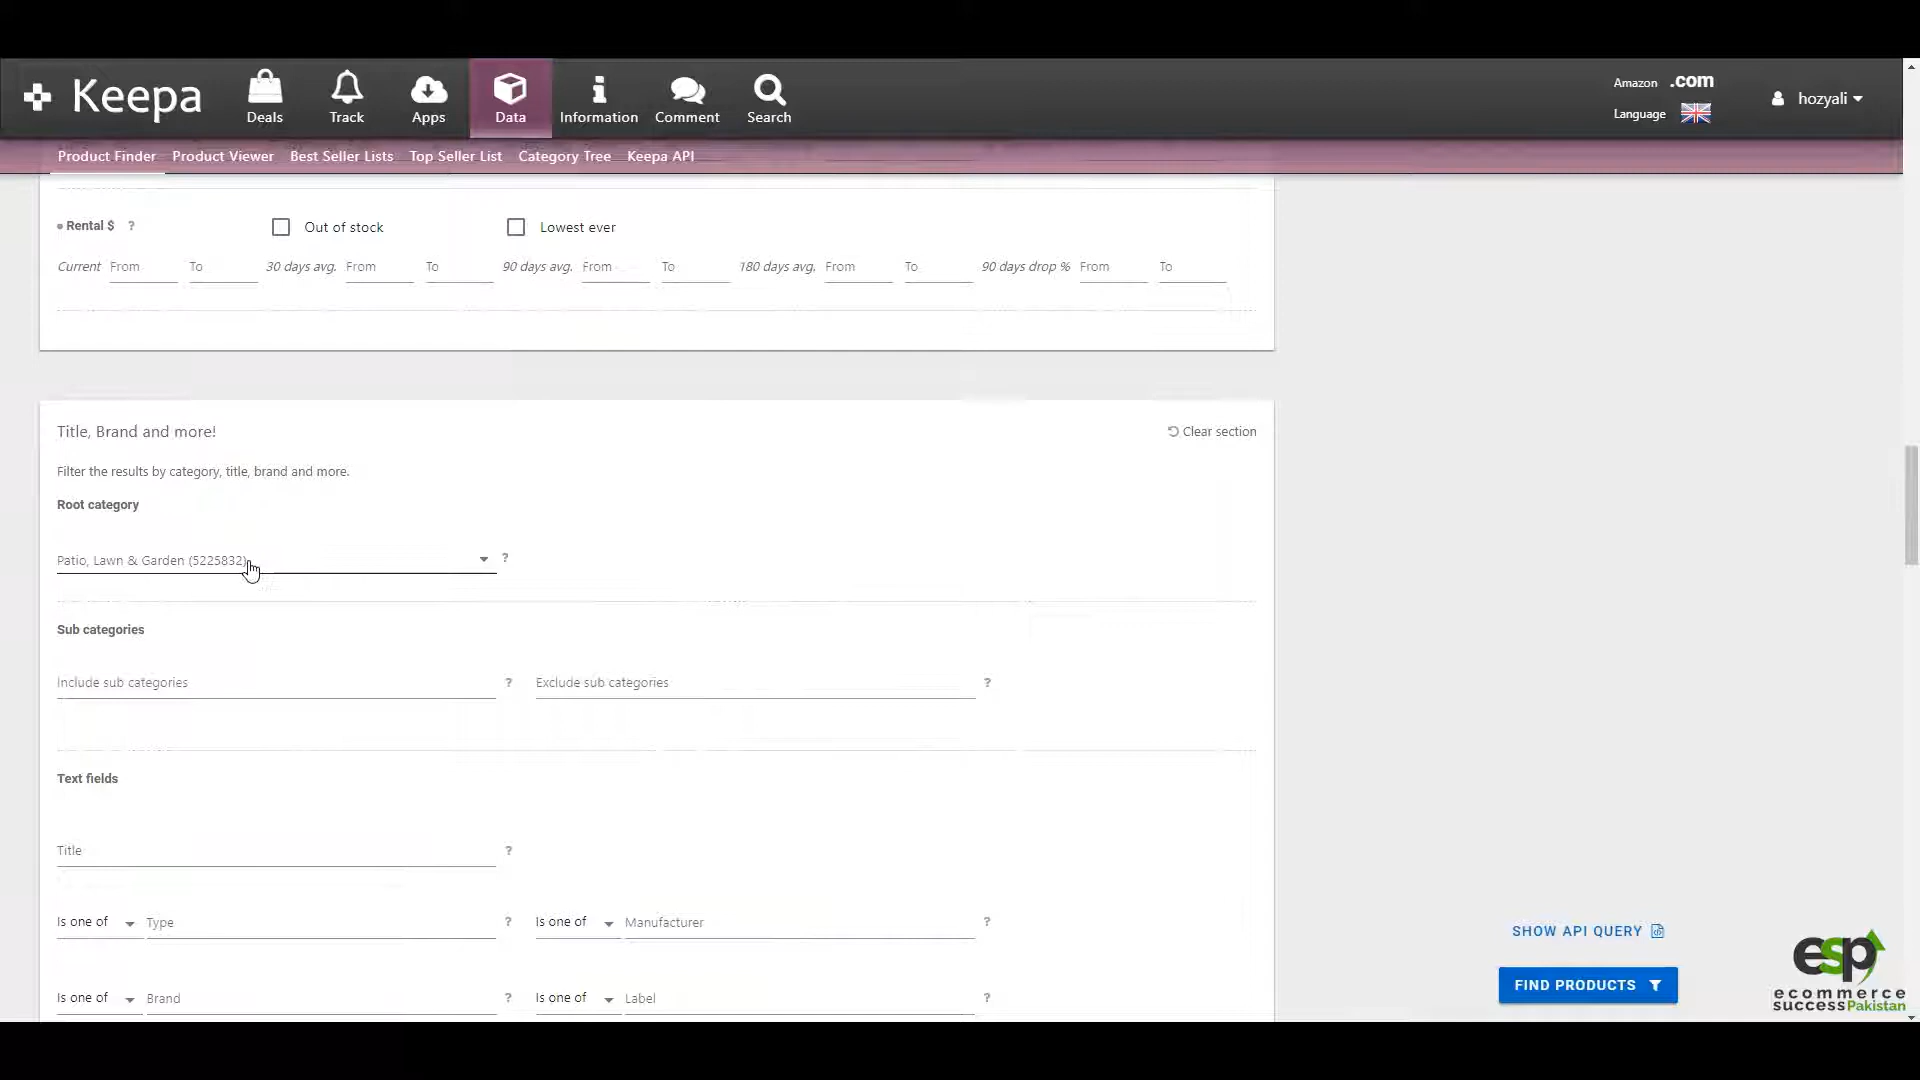 Keepa
Deals
Track
Apps
Data
Information
Comment
Search
Amazon .com
Language
hozyali
Product Finder Product Viewer Best Seller Lists Top Seller List Category Tree Keepa API
Rental $ ? Out of stock Lowest ever
Current From To 30 days avg. From To 90 days avg. From To 180 days avg. From To 90 days drop % From To
Title, Brand and more! Clear section
Filter the results by category, title, brand and more.
Root category
Patio, Lawn & Garden (5225832) ?
Sub categories
Include sub categories ? Exclude sub categories ?
Text fields
Title ?
Is one of Type ? Is one of Manufacturer ?
Is one of Brand ? Is one of Label ?
SHOW API QUERY
FIND PRODUCTS
esp
ecommerce
successPakistan